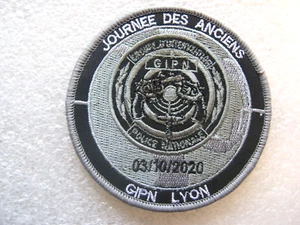 JOURNEE DES ANCIENS
GIPN
POLICE NATIONALE
03/10/2020
GIPN LYON